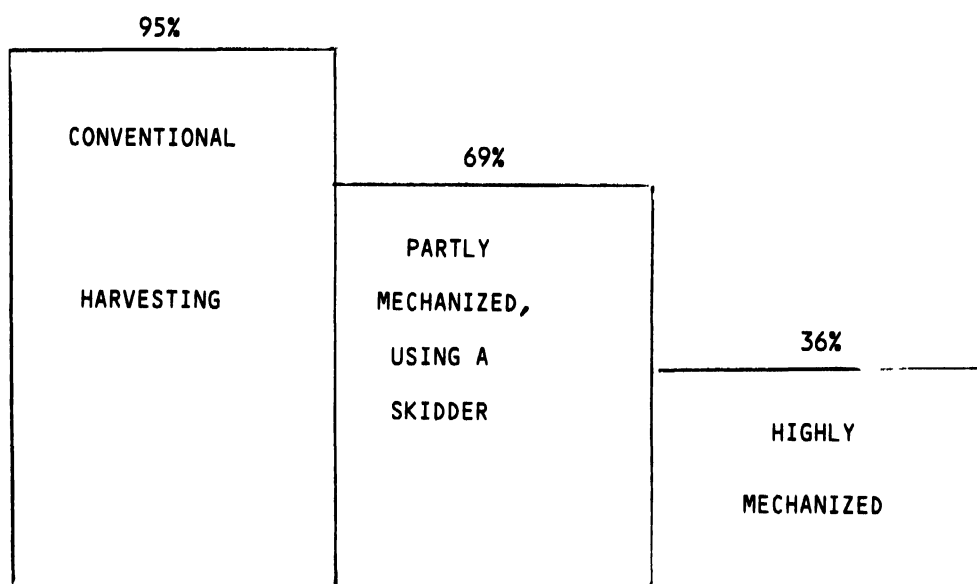 95%
CONVENTIONAL
HARVESTING
69%
PARTLY
MECHANIZED,
USING A
SKIDDER
36%
HIGHLY
MECHANIZED